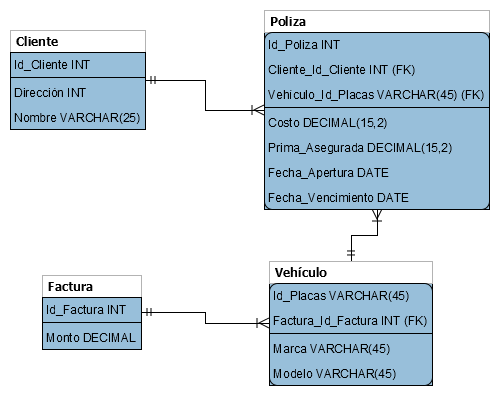 Cliente
Id_Cliente INT
Dirección INT
Nombre VARCHAR(25)
Poliza
Id_Poliza INT
Cliente_Id_Cliente INT (FK)
Vehículo_Id_Placas VARCHAR(45) (FK)
Costo DECIMAL(15,2)
Prima_Asegurada DECIMAL(15,2)
Fecha_Apertura DATE
Fecha_Vencimiento DATE
Factura
Id_Factura INT
Monto DECIMAL
Vehículo
Id_Placas VARCHAR(45)
Factura_Id_Factura INT (FK)
Marca VARCHAR(45)
Modelo VARCHAR(45)